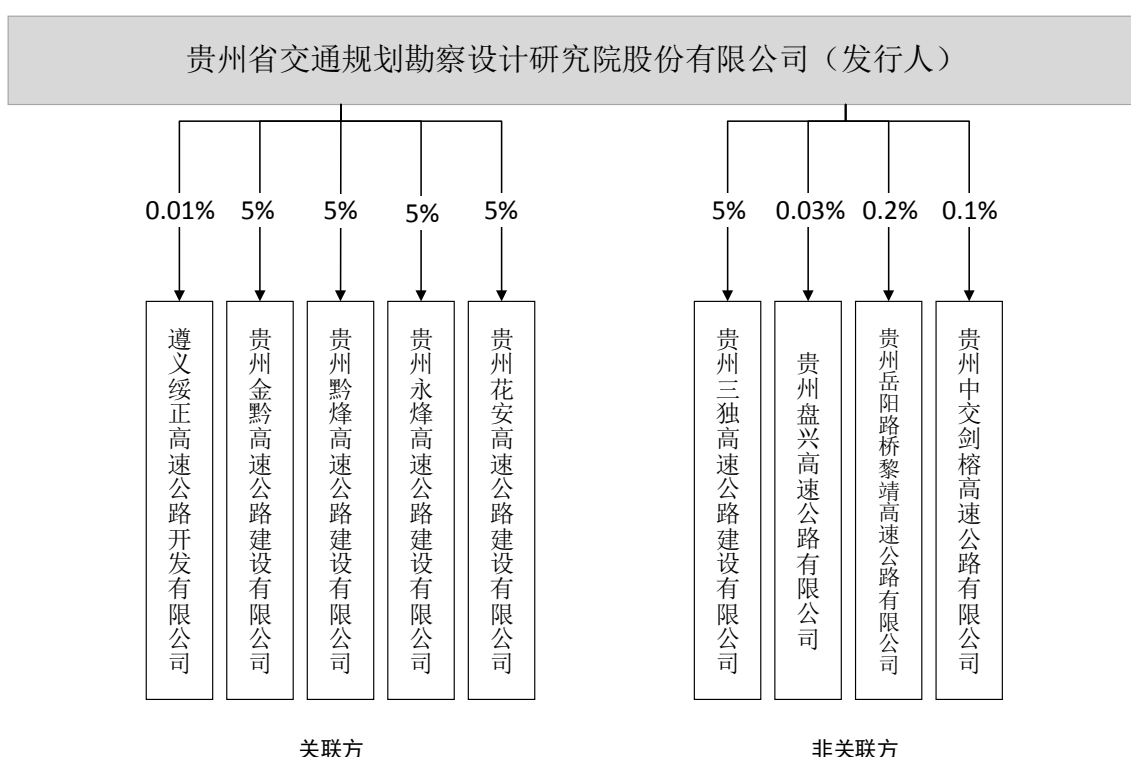 贵州省交通规划勘察设计研究院股份有限公司（发行人）
0.01%
5%
5%
5%
5%
5%
0.03%
0.2%
0.1%
遵义绥正高速公路开发有限公司
贵州金黔高速公路建设有限公司
贵州黔烽高速公路建设有限公司
贵州永烽高速公路建设有限公司
贵州花安高速公路建设有限公司
贵州三独高速公路建设有限公司
贵州盘兴高速公路有限公司
贵州岳阳路桥黎靖高速公路有限公司
贵州中交剑榕高速公路有限公司
关联方
非关联方